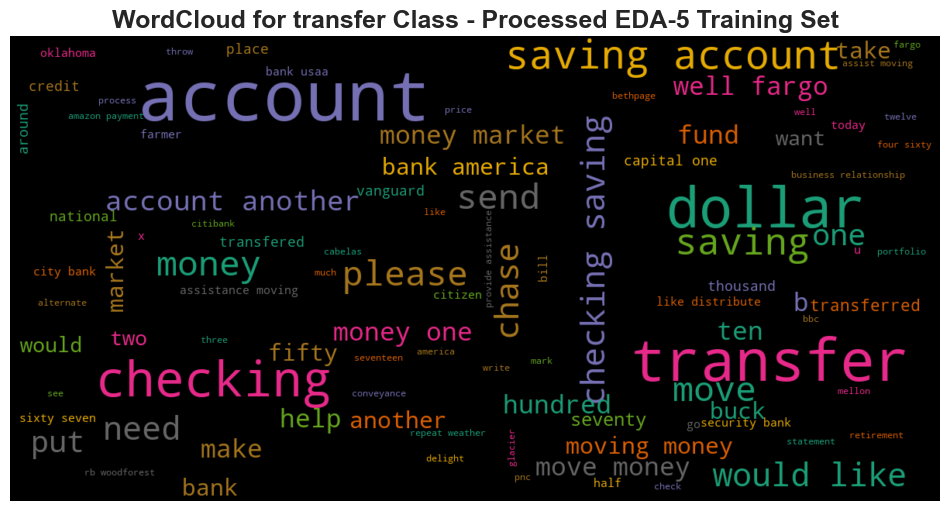 WordCloud for transfer Class - Processed EDA-5 Training Set
oklahoma
throw
place
saving account
take
fargo
assist moving
credit
bank usaa
account
well fargo
process
amazon payment
price
bethpage
well
today
twelve
around
farmer
money market
fund
want
four sixty
bank america
capital one
checking saving
vanguard
send
business relationship
account another
dollar
national
citibank
like
transfered
cabelas
saving
one
u
portfolio
x
market
money
city bank
much
please
provide assistance
chase
bill
assistance moving
citizen
thousand
alternate
like distribute
b
transferred
bbc
would
two
three
money one
ten
fifty
seventeen
america
transfer
checking
write
mark
see
conveyance
move
mellon
hundred
buck
sixty seven
help
another
seventy
go
security bank
put
need
repeat weather
statement
retirement
make
glacier
moving money
rb woodforest
delight
move money
would like
bank
pnc
half
check